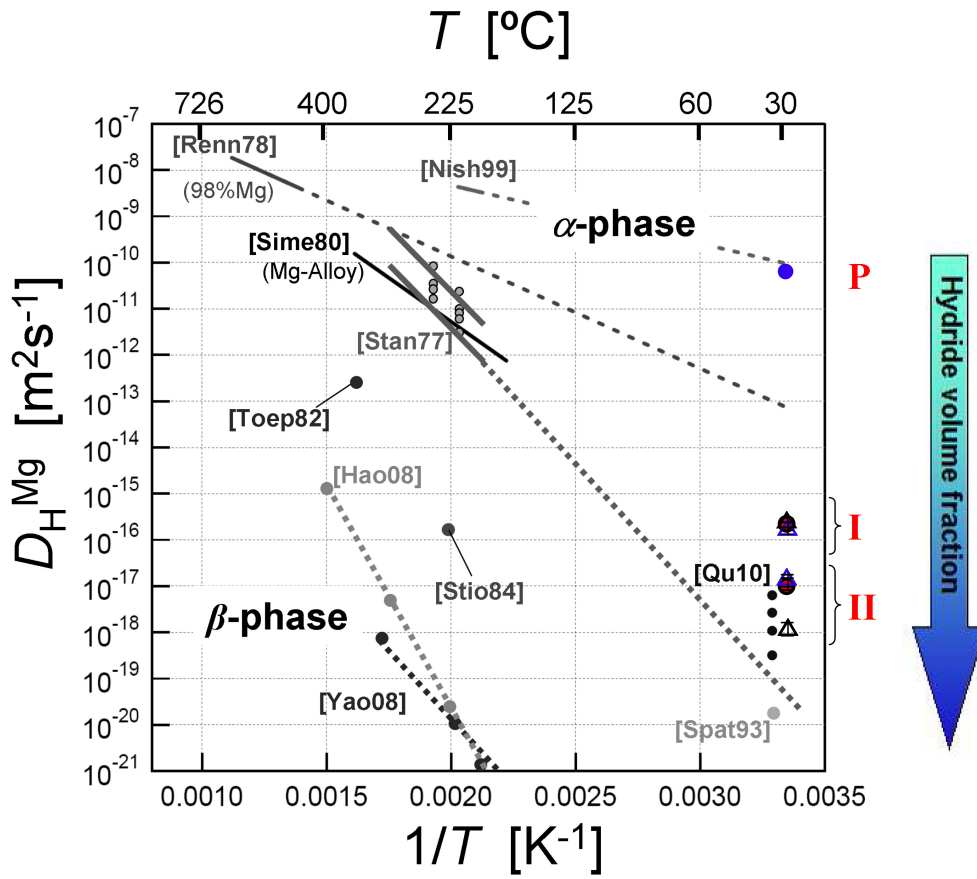 T [ºC]
726 400 225 125 60 30
10-7
10-8
10-9
10-10
10-11
10-12
10-13
10-14
10-15
10-16
10-17
10-18
10-19
10-20
10-21
DHMg [m2s-1]
[Renn78]
(98%Mg)
[Nish99]
α-phase
[Sime80]
(Mg-Alloy)
P
[Stan77]
[Toep82]
[Hao08]
I
[Stio84]
[Qu10]
II
β-phase
[Yao08]
[Spat93]
Hydride volume fraction
0.0010 0.0015 0.0020 0.0025 0.0030 0.0035
1/T [K-1]